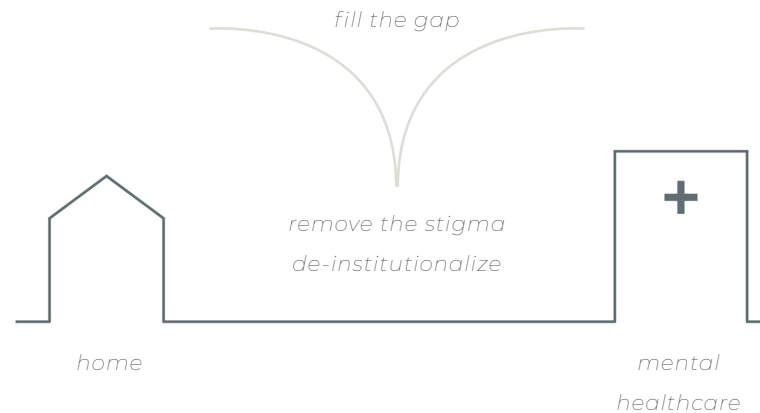 fill the gap
remove the stigma
de-institutionalize
home
mental
healthcare